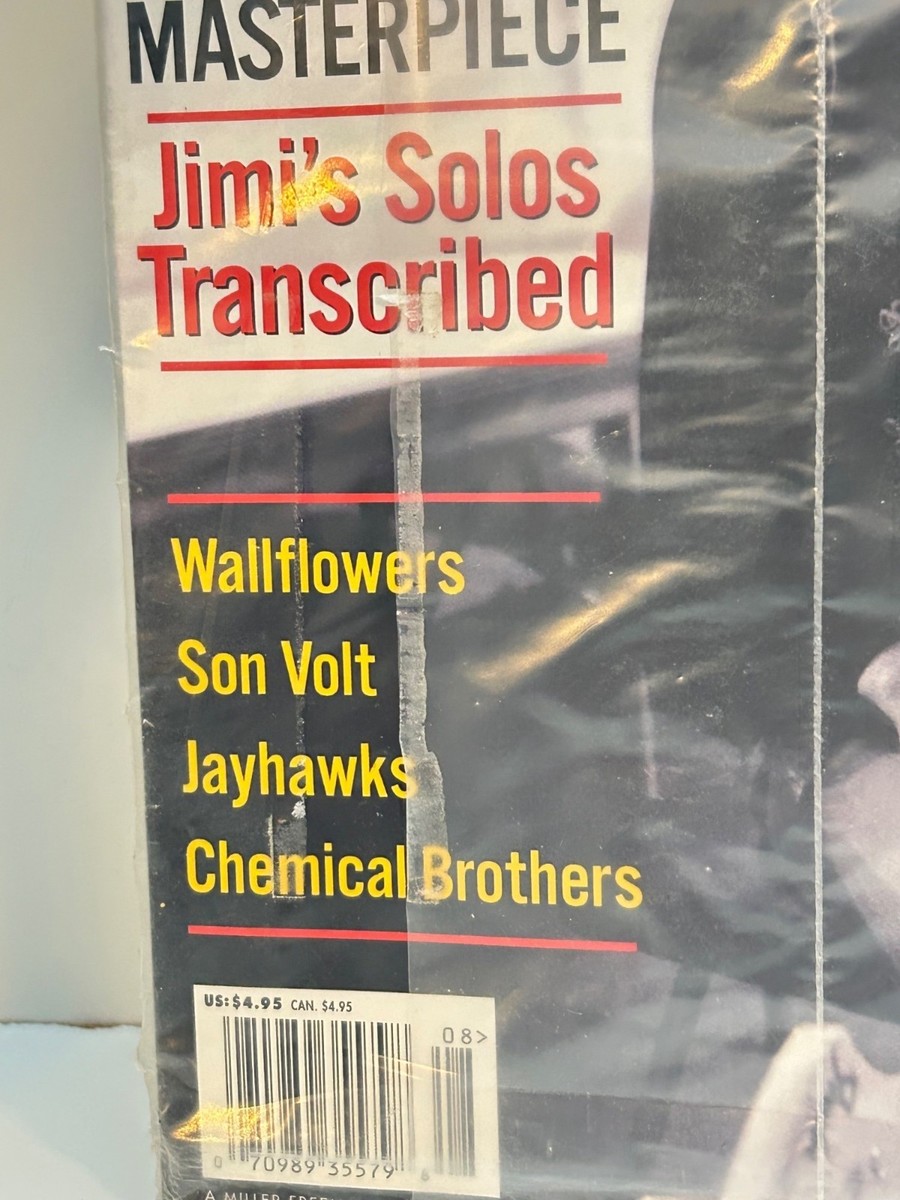 MASTERPIECE
Jimi's Solos
Transcribed
Wallflowers
Son Volt
Jayhawks
Chemical Brothers
US:$4.95 CAN. $4.95
08>
0 70989 35579
A MILLER